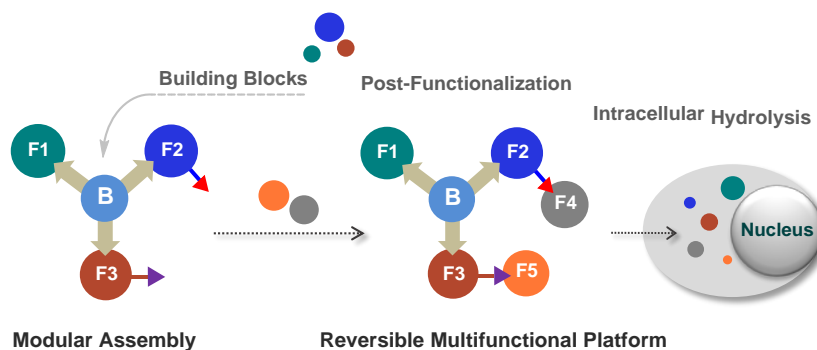 Building Blocks
Post-Functionalization
Intracellular Hydrolysis
F1
F2
B
F3
F1
F2
B
F4
F3
F5
Nucleus
Modular Assembly
Reversible Multifunctional Platform